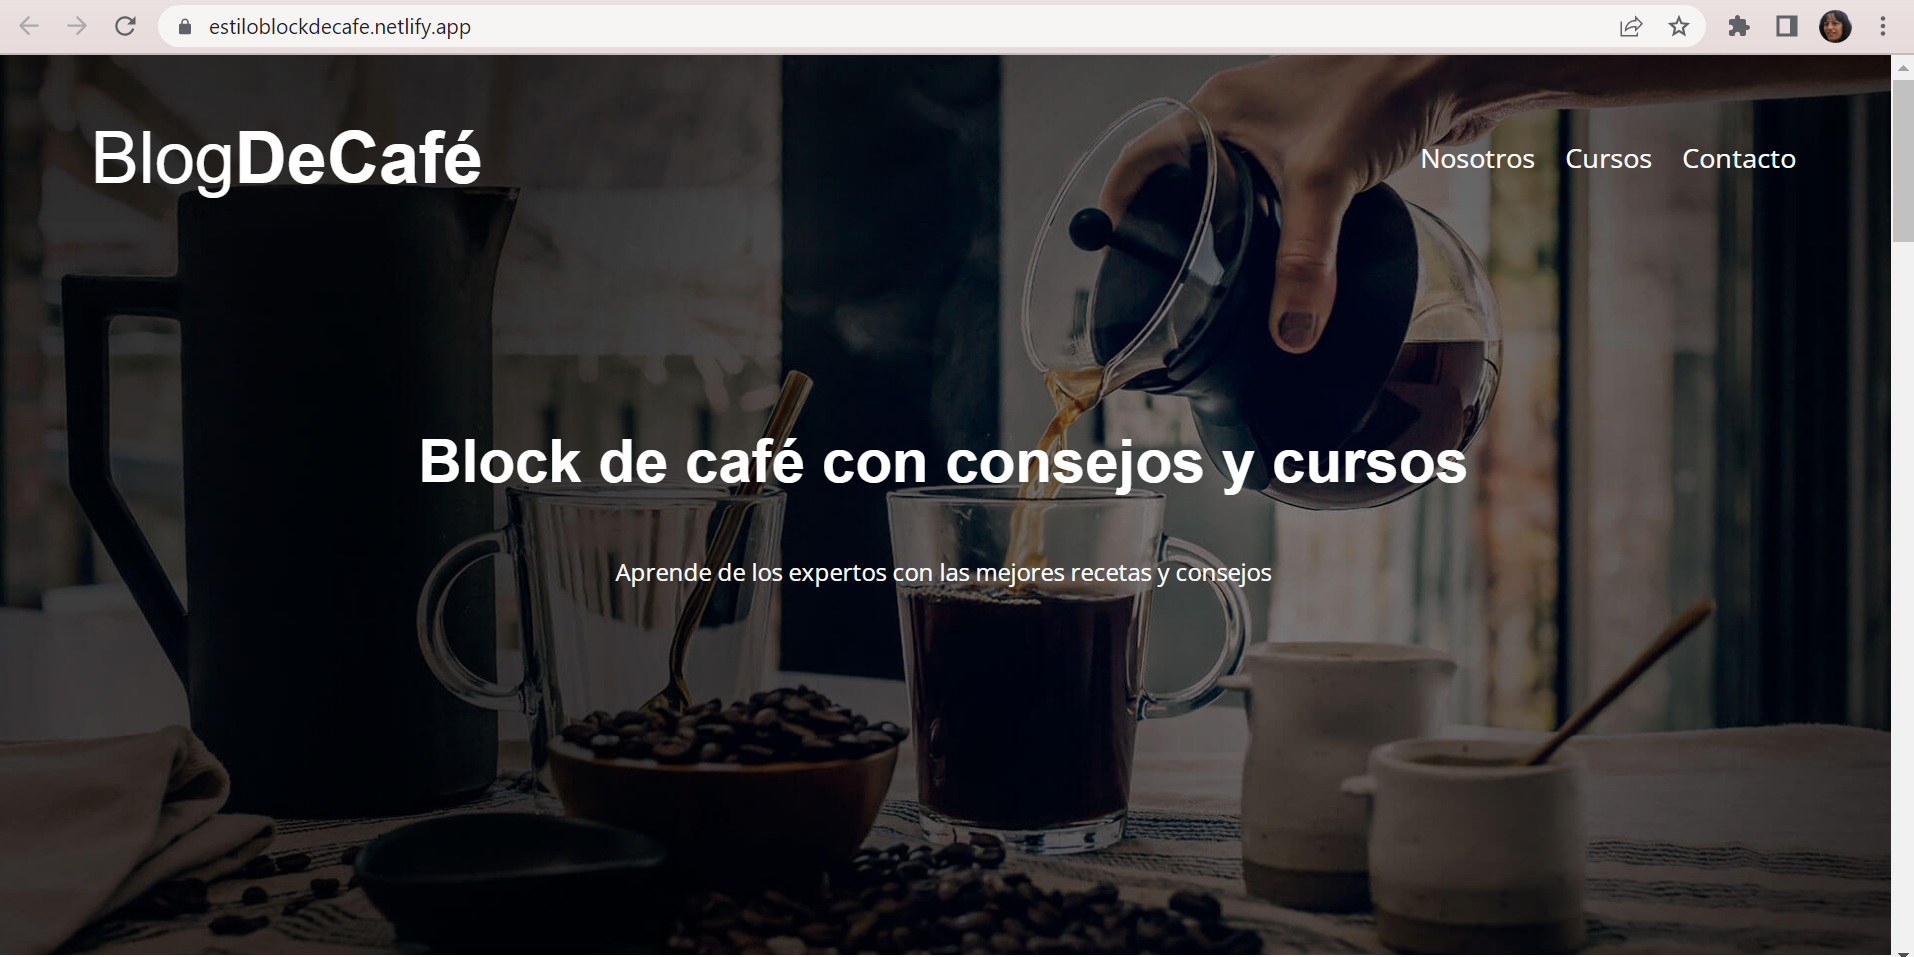 estiloblockdecafe.netlify.app
BlogDeCafé
Nosotros Cursos Contacto
Block de café con consejos y cursos
Aprende de los expertos con las mejores recetas y consejos